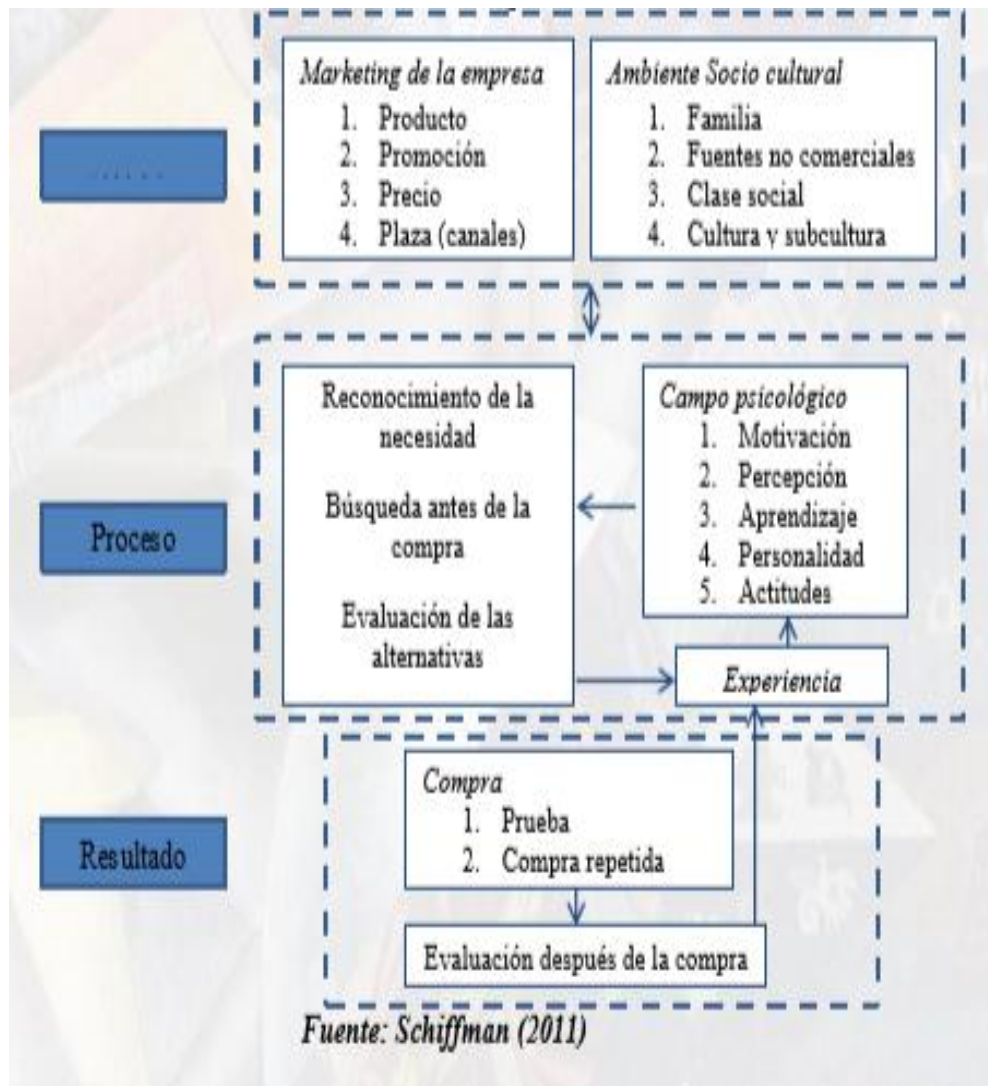 Marketing de la empresa
1. Producto
2. Promoción
3. Precio
4. Plaza (canales)
Ambiente Socio cultural
1. Familia
2. Fuentes no comerciales
3. Clase social
4. Cultura y subcultura
Proceso
Reconocimiento de la
necesidad
Búsqueda antes de la
compra
Evaluación de las
alternativas
Campo psicológico
1. Motivación
2. Percepción
3. Aprendizaje
4. Personalidad
5. Actitudes
Experiencia
Resultado
Compra
1. Prueba
2. Compra repetida
Evaluación después de la compra
Fuente: Schiffman (2011)